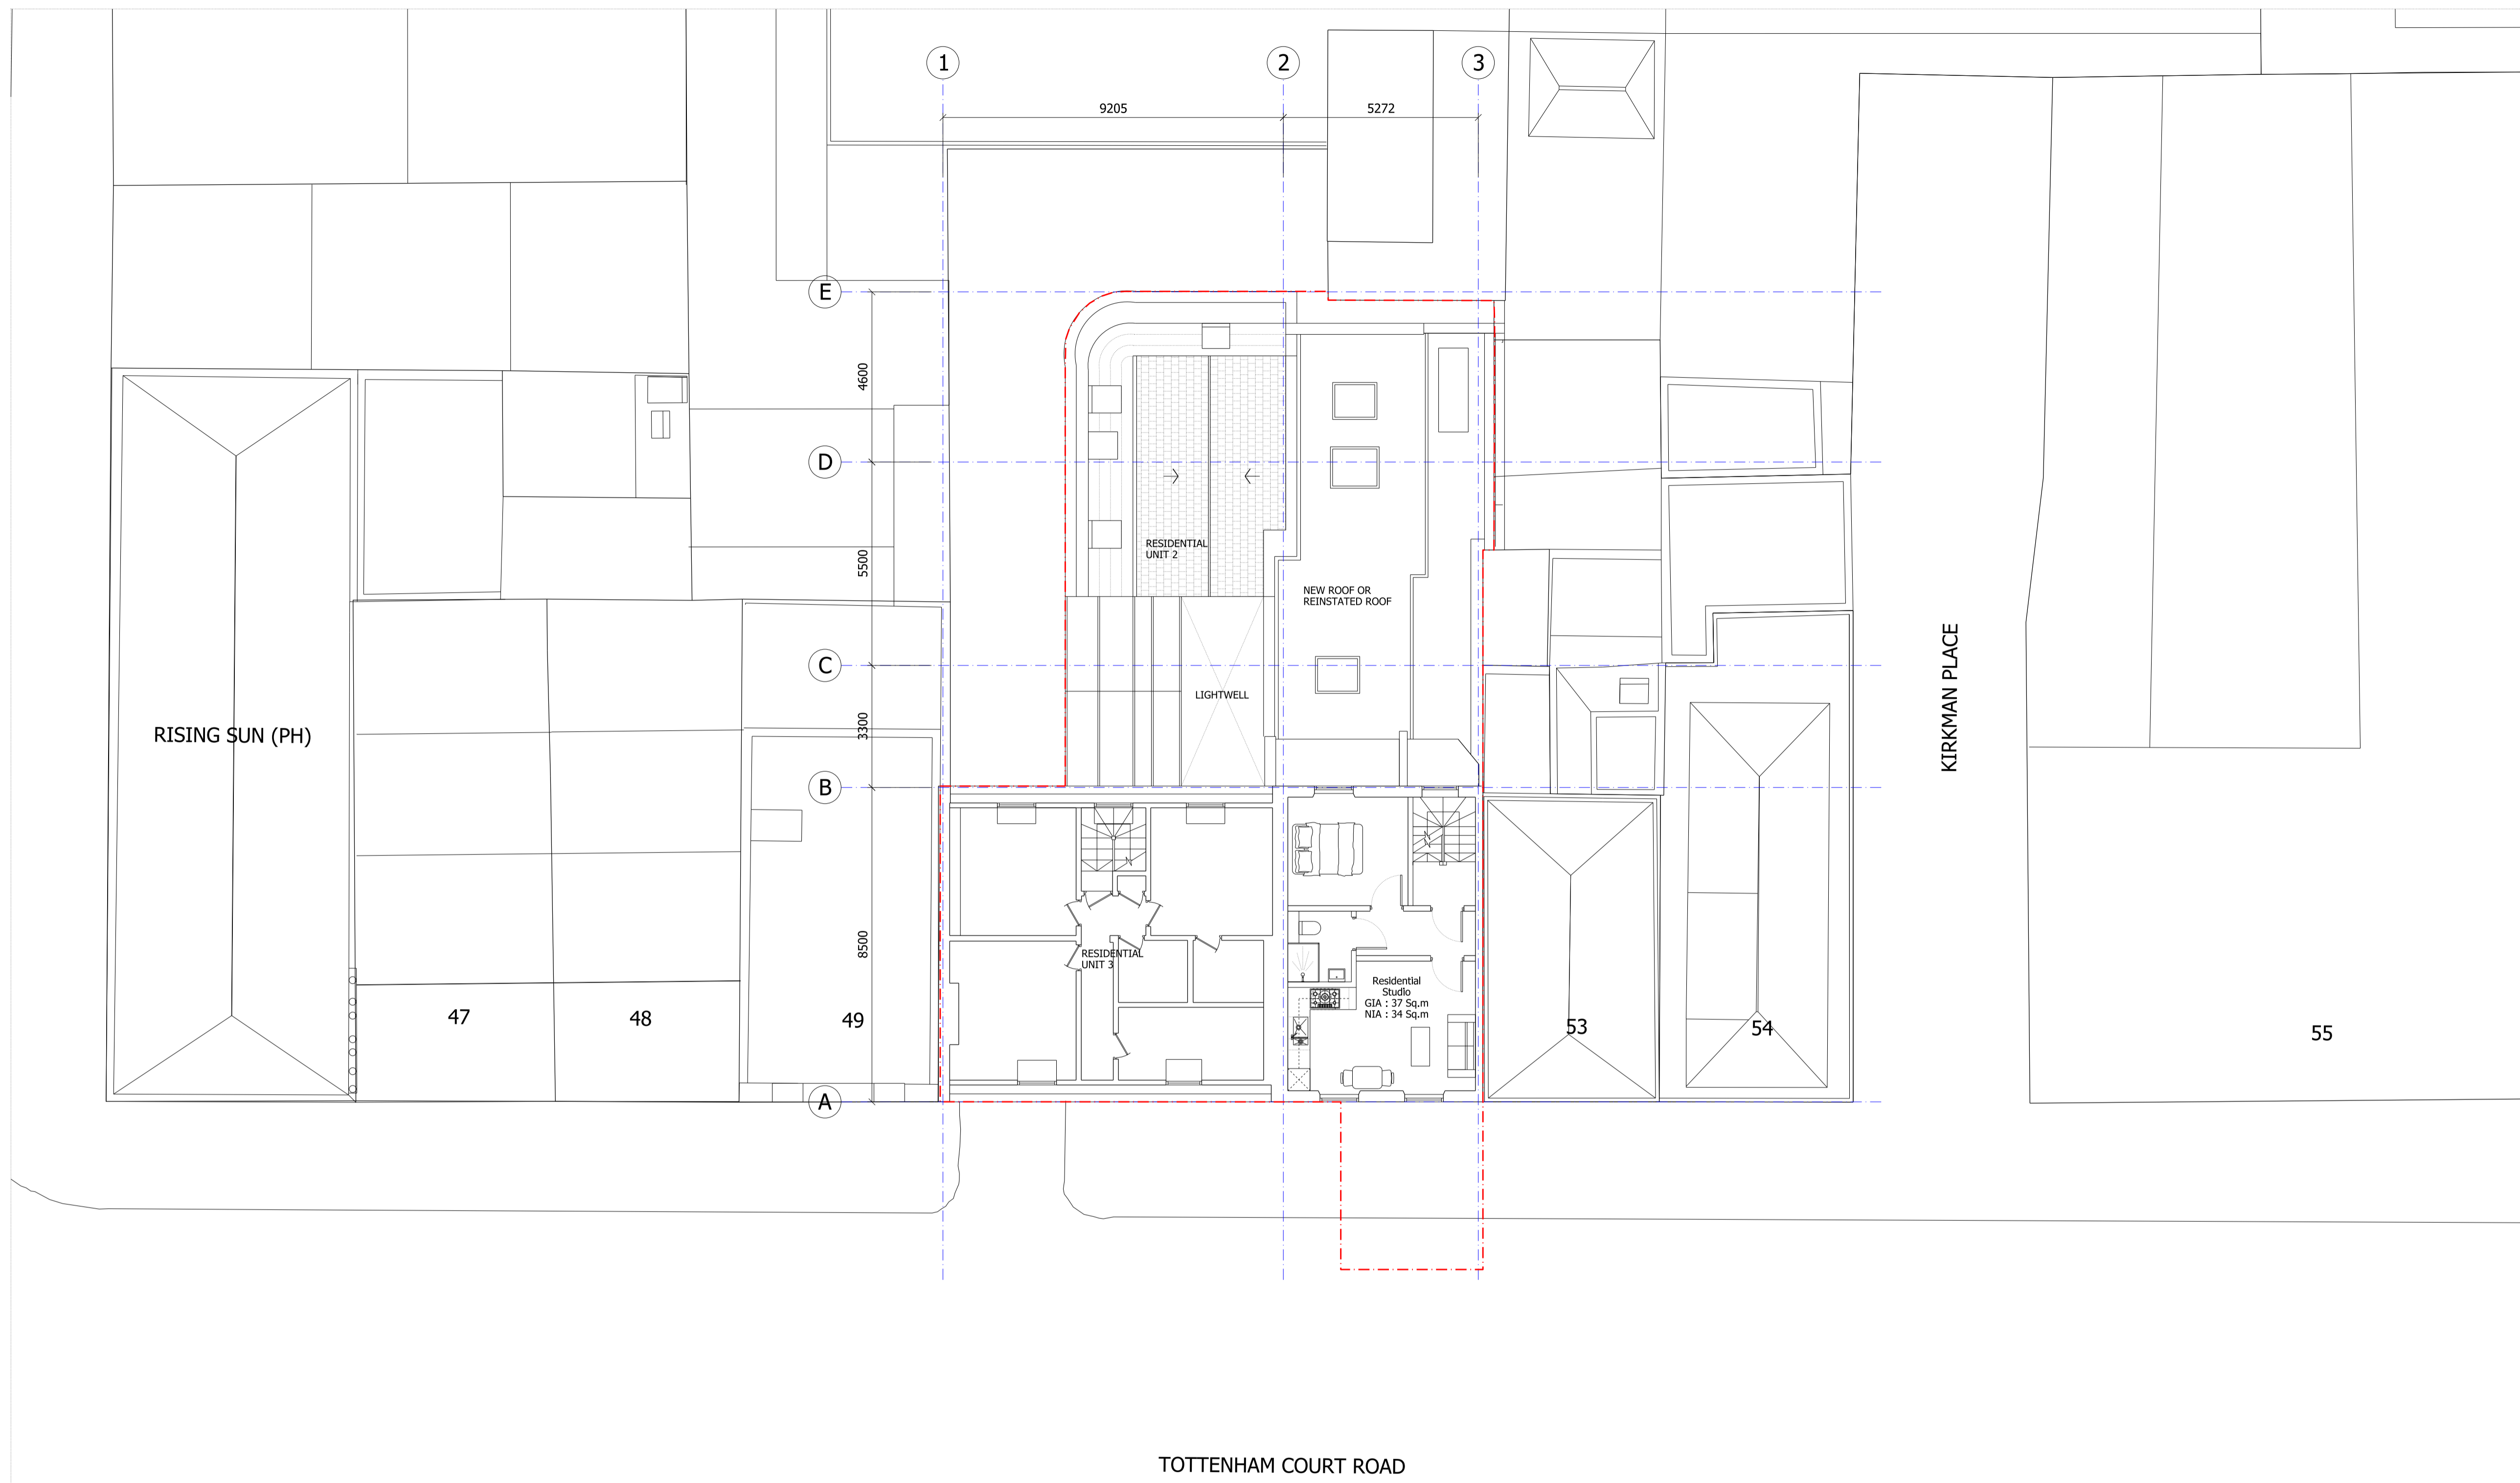 1
2
3
9205
5272
E
4600
D
5500
RESIDENTIAL
UNIT 2
NEW ROOF OR
REINSTATED ROOF
C
3300
LIGHTWELL
RISING SUN (PH)
KIRKMAN PLACE
B
8500
RESIDENTIAL
UNIT 3
Residential
Studio
GIA : 37 Sq.m
NIA : 34 Sq.m
47
48
49
53
54
55
A
TOTTENHAM COURT ROAD